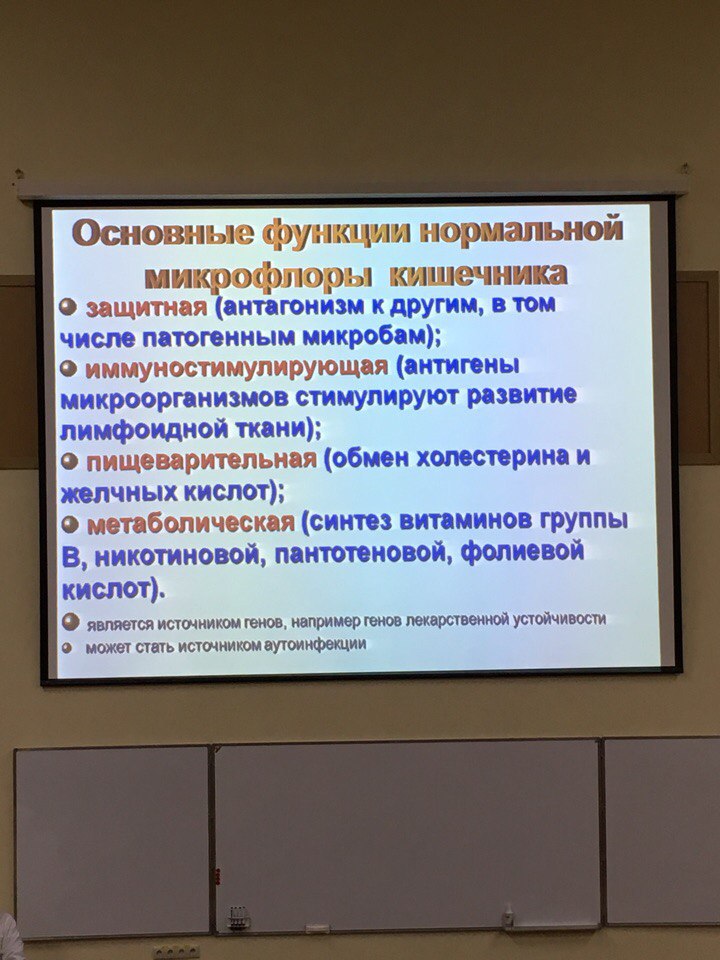 Основные функции нормальной
микрофлоры кишечника
защитная (антагонизм к другим, в том
числе патогенным микробам);
иммуностимулирующая (антигены
микроорганизмов стимулируют развитие
лимфоидной ткани);
пищеварительная (обмен холестерина и
желчных кислот);
метаболическая (синтез витаминов группы
В, никотиновой, пантотеновой, фолиевой
кислот).
является источником генов, например генов лекарственной устойчивости
может стать источником аутоинфекции